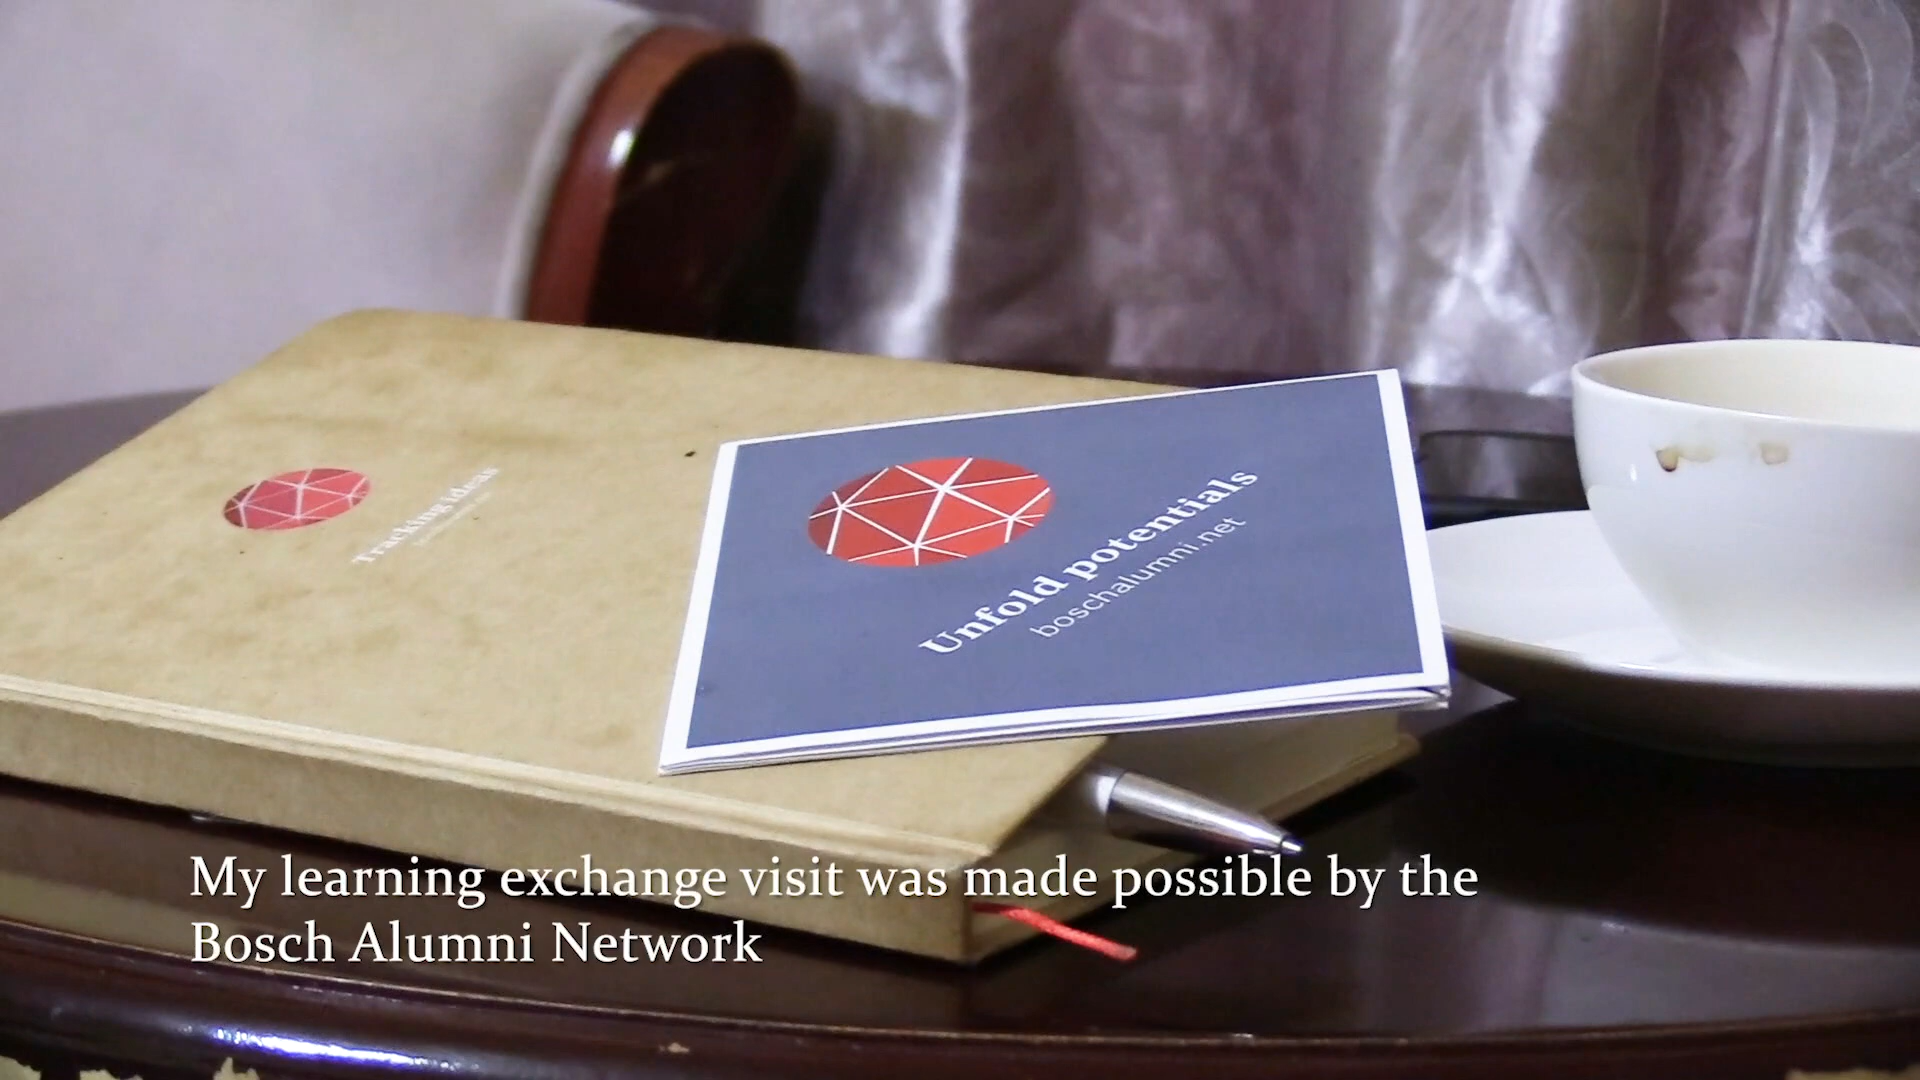 Tracking ideas
Unfold potentials
boschalumni.net
My learning exchange visit was made possible by the
Bosch Alumni Network